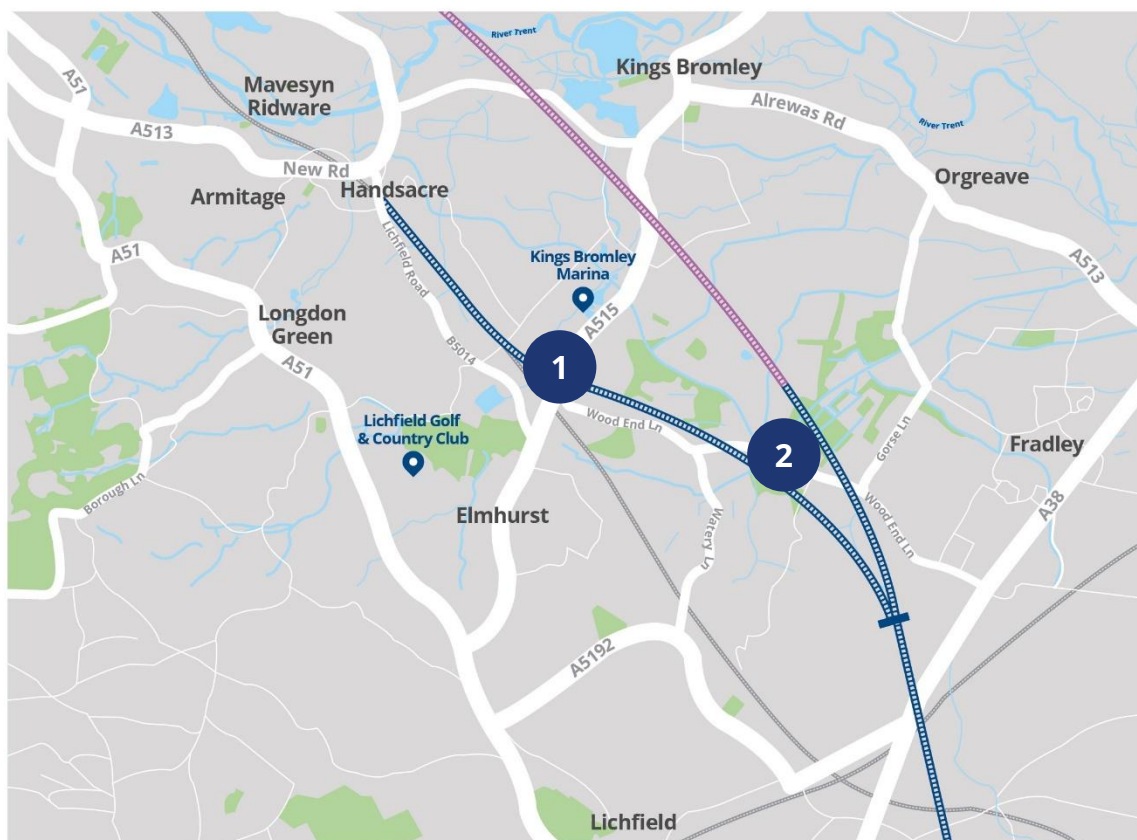 River Trent
Kings Bromley
A51
Mavesyn
Ridware
Alrewas Rd
A513
River Trent
New Rd
Armitage
Handsacre
Orgreave
A51
Lichfield Road
Kings Bromley
Marina
A513
Longdon
Green
A515
B5014
A51
1
Lichfield Golf
& Country Club
Wood End Ln
2
Gorse Ln
Fradley
Borough Ln
A38
Elmhurst
Watery Ln
Wood End Ln
A5192
Lichfield